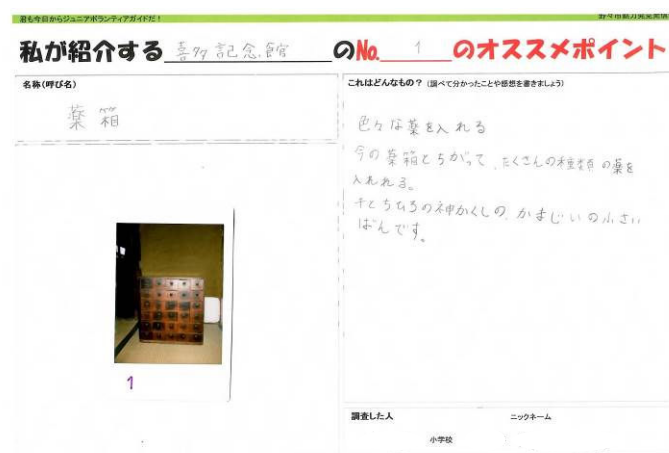 君も今日からジュニアボランティアガイドだ!
私が紹介する 喜多記念館 のNo. 1 のオススメポイント
名称(呼び名)
薬箱
1
これはどんなもの?(調べて分かったことや感想を書きましょう)
色々な薬を入れる
今の薬箱とちがって、たくさんの種類の薬を
入れれる。
千とちひろの神かくしの、かまじいの小さい
ばんです。
調査した人
ニックネーム
小学校